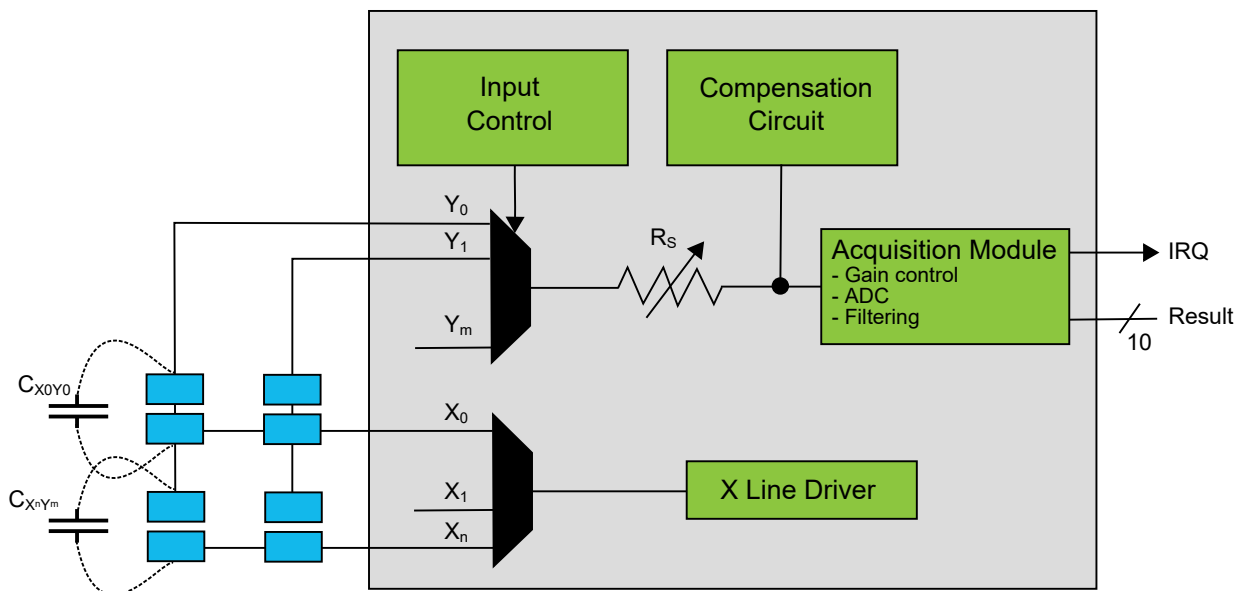 Input
Control
Compensation
Circuit
Y0
Y1
Ym
RS
Acquisition Module
- Gain control
- ADC
- Filtering
IRQ
Result
10
CX0Y0
CXnYm
X0
X1
Xn
X Line Driver